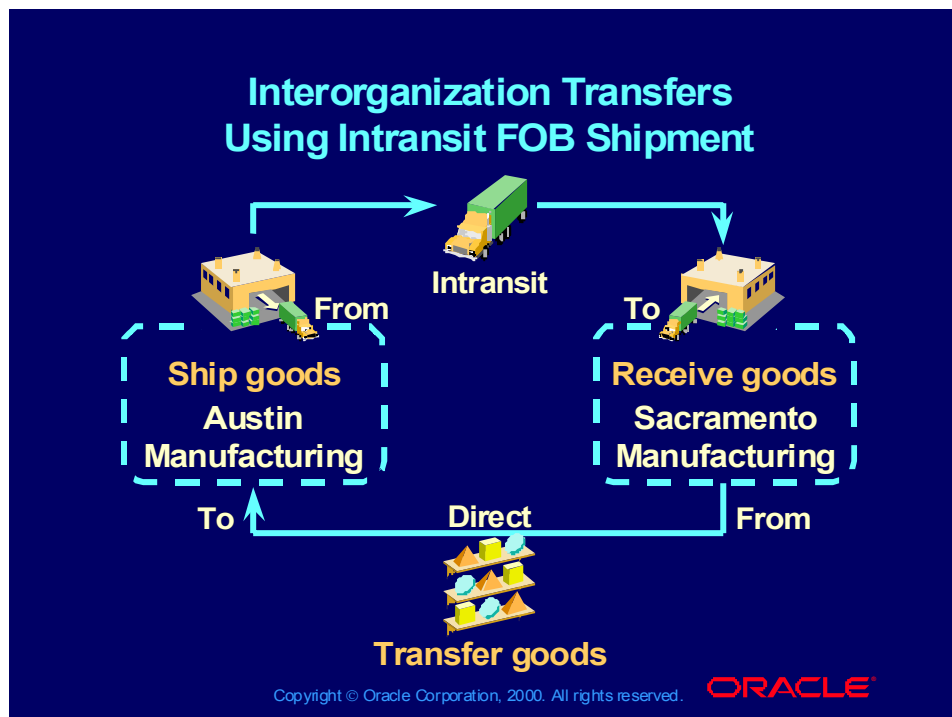 Interorganization Transfers
Using Intransit FOB Shipment
Intransit
From
To
Ship goods
Austin
Manufacturing
Receive goods
Sacramento
Manufacturing
To
Direct
From
Transfer goods
Copyright © Oracle Corporation, 2000. All rights reserved.
ORACLE®